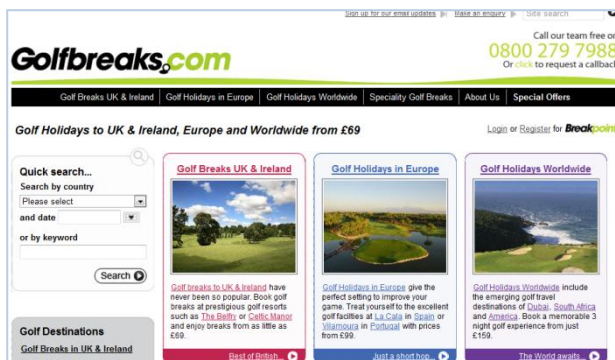 Sign up for our email updates
Make an enquiry
Site search
Call our team free on
0800 279 7988
Or click to request a callback
Golfbreaks.com
Golf Breaks UK & Ireland
Golf Holidays in Europe
Golf Holidays Worldwide
Speciality Golf Breaks
About Us
Special Offers
Golf Holidays to UK & Ireland, Europe and Worldwide from £69
Login or Register for Breakpoint
Quick search...
Search by country
Please select
and date
or by keyword
Search
Golf Destinations
Golf Breaks in UK & Ireland
Golf Breaks UK & Ireland
Golf breaks to UK & Ireland have
never been so popular. Book golf
breaks at prestigious golf resorts
such as The Belfry or Celtic Manor
and enjoy breaks from as little as
£69.
Best of British...
Golf Holidays in Europe
Golf Holidays in Europe give the
perfect setting to improve your
game. Treat yourself to the excellent
golf facilities at La Cala in Spain or
Vilamoura in Portugal with prices
from £99.
Just a short hop...
Golf Holidays Worldwide
Golf Holidays Worldwide include
the emerging golf travel
destinations of Dubai, South Africa
and America. Book a memorable 3
night golf experience from just
£159.
The World awaits...